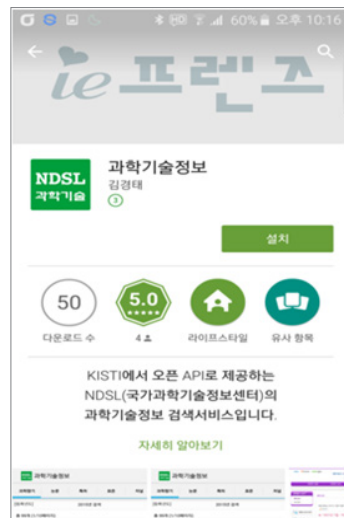 60% 오후 10:16
ie프렌즈
NDSL
과학기술
과학기술정보
김경태
3
설치
50
5.0
다운로드 수
4
라이프스타일
유사 항목
KISTI에서 오픈 API로 제공하는
NDSL(국가과학기술정보센터)의
과학기술정보 검색서비스입니다.
자세히 알아보기
과학기술정보
과학기술정보